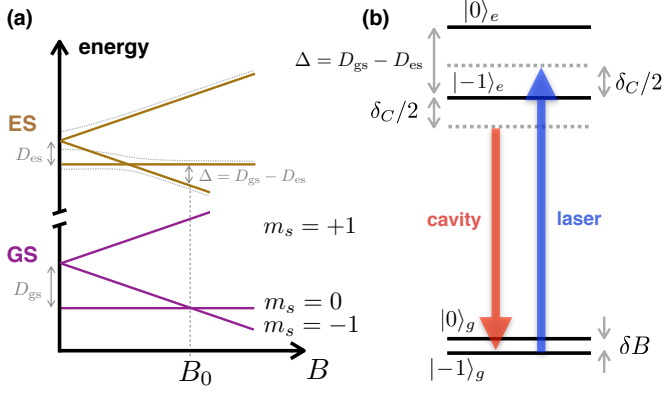 (a)
energy
ES
D_es
Δ = D_gs − D_es
GS
m_s = +1
D_gs
m_s = 0
m_s = −1
B_0
B
(b)
|0⟩_e
Δ = D_gs − D_es
|−1⟩_e
δ_C/2
δ_C/2
cavity
laser
|0⟩_g
δB
|−1⟩_g